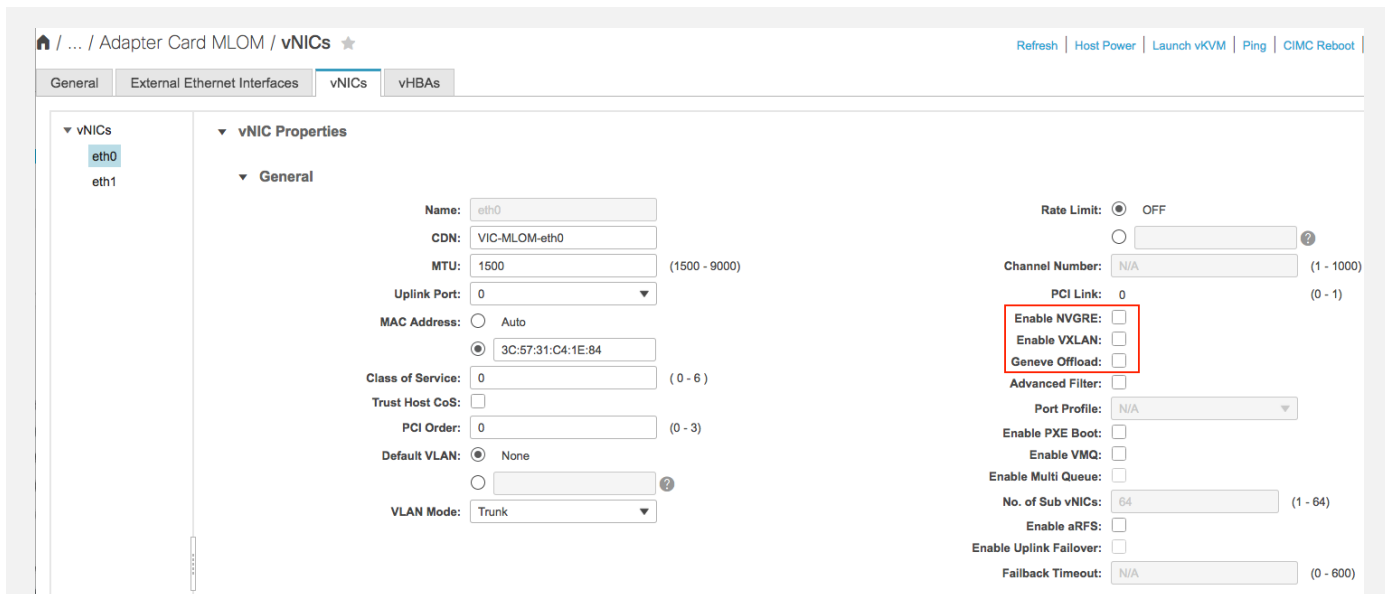 / ... / Adapter Card MLOM / vNICs
Refresh | Host Power | Launch vKVM | Ping | CIMC Reboot |
General
External Ethernet Interfaces
vNICs
vHBAs
vNICs
eth0
eth1
vNIC Properties
General
Name: eth0
CDN: VIC-MLOM-eth0
MTU: 1500 (1500 - 9000)
Uplink Port: 0
MAC Address: Auto
3C:57:31:C4:1E:84
Class of Service: 0 ( 0 - 6 )
Trust Host CoS:
PCI Order: 0 (0 - 3)
Default VLAN: None
?
VLAN Mode: Trunk
Rate Limit: OFF
?
Channel Number: N/A (1 - 1000)
PCI Link: 0 (0 - 1)
Enable NVGRE:
Enable VXLAN:
Geneve Offload:
Advanced Filter:
Port Profile: N/A
Enable PXE Boot:
Enable VMQ:
Enable Multi Queue:
No. of Sub vNICs: 64 (1 - 64)
Enable aRFS:
Enable Uplink Failover:
Failback Timeout: N/A (0 - 600)